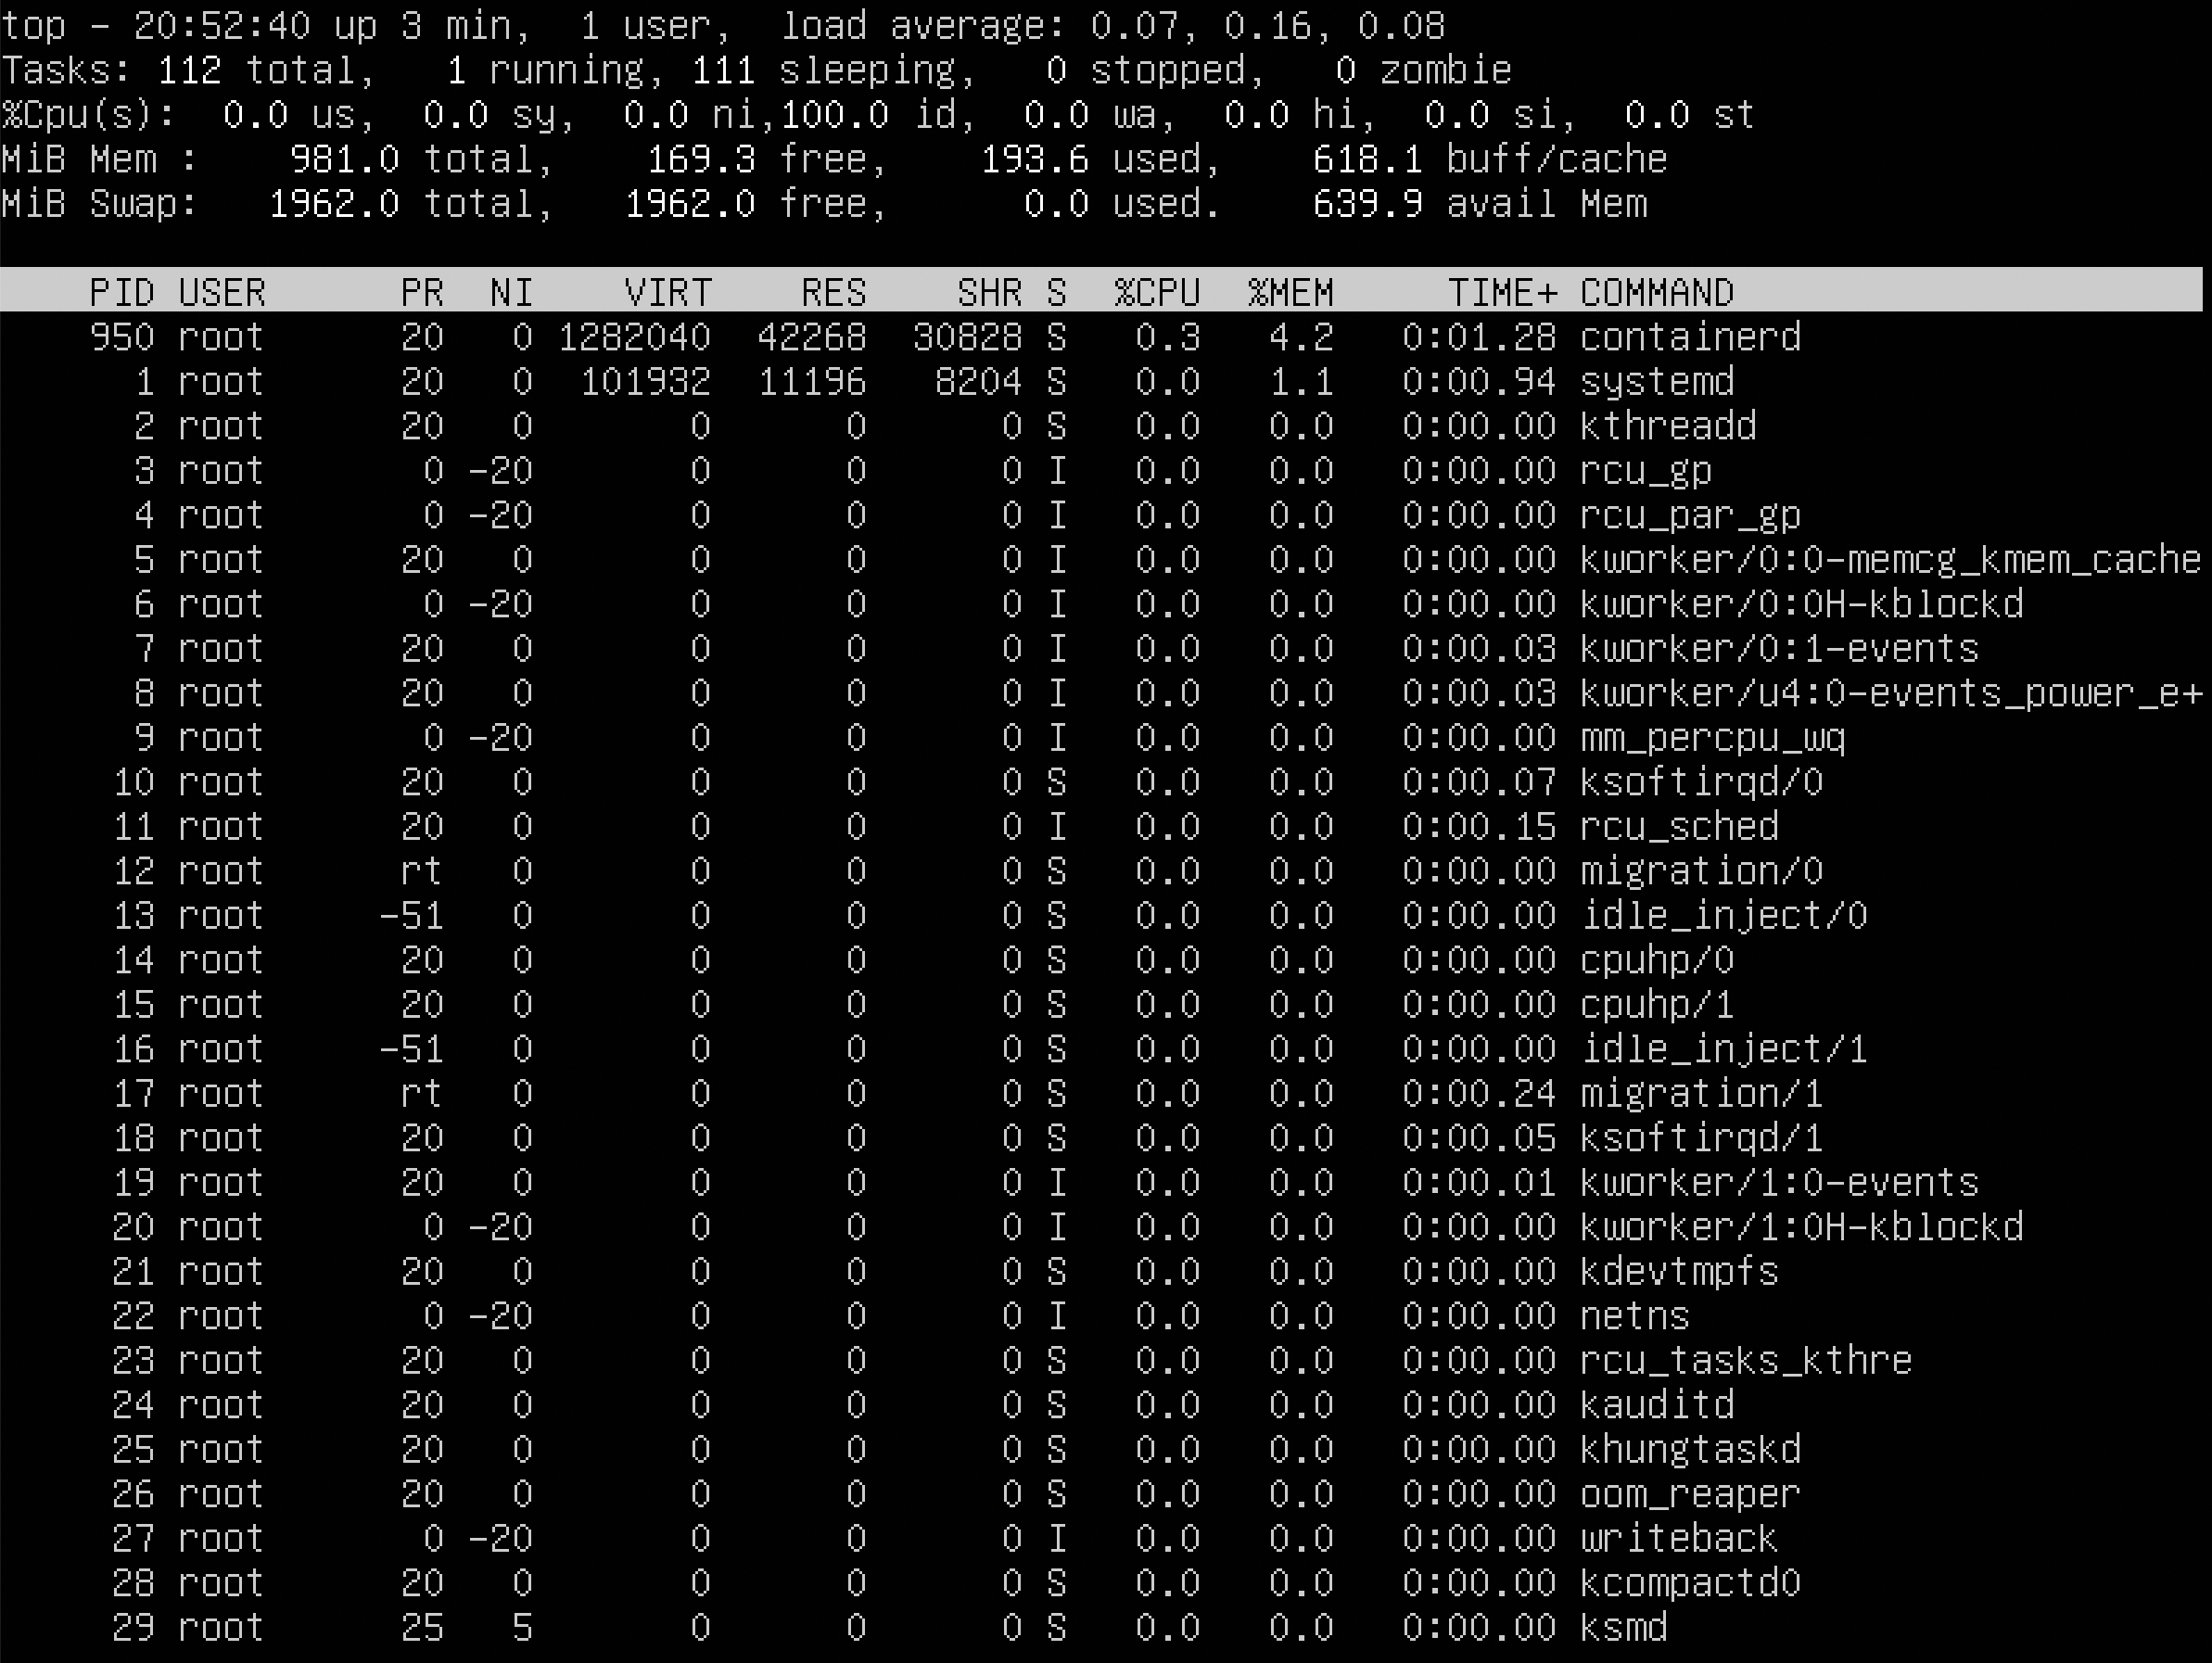 top - 20:52:40 up 3 min,  1 user,  load average: 0.07, 0.16, 0.08
Tasks: 112 total,   1 running, 111 sleeping,   0 stopped,   0 zombie
%Cpu(s):  0.0 us,  0.0 sy,  0.0 ni,100.0 id,  0.0 wa,  0.0 hi,  0.0 si,  0.0 st
MiB Mem :    981.0 total,    169.3 free,    193.6 used,    618.1 buff/cache
MiB Swap:   1962.0 total,   1962.0 free,      0.0 used.    639.9 avail Mem
    PID USER      PR  NI    VIRT    RES    SHR S  %CPU  %MEM     TIME+ COMMAND
    950 root      20   0 1282040  42268  30828 S   0.3   4.2   0:01.28 containerd
      1 root      20   0  101932  11196   8204 S   0.0   1.1   0:00.94 systemd
      2 root      20   0       0      0      0 S   0.0   0.0   0:00.00 kthreadd
      3 root       0 -20       0      0      0 I   0.0   0.0   0:00.00 rcu_gp
      4 root       0 -20       0      0      0 I   0.0   0.0   0:00.00 rcu_par_gp
      5 root      20   0       0      0      0 I   0.0   0.0   0:00.00 kworker/0:0-memcg_kmem_cache
      6 root       0 -20       0      0      0 I   0.0   0.0   0:00.00 kworker/0:0H-kblockd
      7 root      20   0       0      0      0 I   0.0   0.0   0:00.03 kworker/0:1-events
      8 root      20   0       0      0      0 I   0.0   0.0   0:00.03 kworker/u4:0-events_power_e+
      9 root       0 -20       0      0      0 I   0.0   0.0   0:00.00 mm_percpu_wq
     10 root      20   0       0      0      0 S   0.0   0.0   0:00.07 ksoftirqd/0
     11 root      20   0       0      0      0 I   0.0   0.0   0:00.15 rcu_sched
     12 root      rt   0       0      0      0 S   0.0   0.0   0:00.00 migration/0
     13 root     -51   0       0      0      0 S   0.0   0.0   0:00.00 idle_inject/0
     14 root      20   0       0      0      0 S   0.0   0.0   0:00.00 cpuhp/0
     15 root      20   0       0      0      0 S   0.0   0.0   0:00.00 cpuhp/1
     16 root     -51   0       0      0      0 S   0.0   0.0   0:00.00 idle_inject/1
     17 root      rt   0       0      0      0 S   0.0   0.0   0:00.24 migration/1
     18 root      20   0       0      0      0 S   0.0   0.0   0:00.05 ksoftirqd/1
     19 root      20   0       0      0      0 I   0.0   0.0   0:00.01 kworker/1:0-events
     20 root       0 -20       0      0      0 I   0.0   0.0   0:00.00 kworker/1:0H-kblockd
     21 root      20   0       0      0      0 S   0.0   0.0   0:00.00 kdevtmpfs
     22 root       0 -20       0      0      0 I   0.0   0.0   0:00.00 netns
     23 root      20   0       0      0      0 S   0.0   0.0   0:00.00 rcu_tasks_kthre
     24 root      20   0       0      0      0 S   0.0   0.0   0:00.00 kauditd
     25 root      20   0       0      0      0 S   0.0   0.0   0:00.00 khungtaskd
     26 root      20   0       0      0      0 S   0.0   0.0   0:00.00 oom_reaper
     27 root       0 -20       0      0      0 I   0.0   0.0   0:00.00 writeback
     28 root      20   0       0      0      0 S   0.0   0.0   0:00.00 kcompactd0
     29 root      25   5       0      0      0 S   0.0   0.0   0:00.00 ksmd